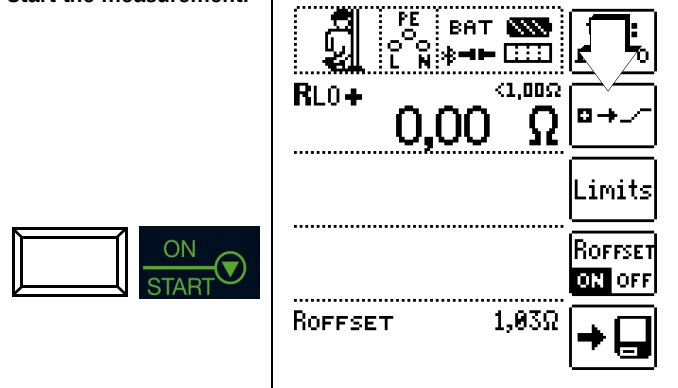 Start the measurement.
ON
START
PE
L N
BAT
RLO+
<1,00Ω
0,00 Ω
Limits
ROFFSET
ON OFF
ROFFSET 1,03Ω